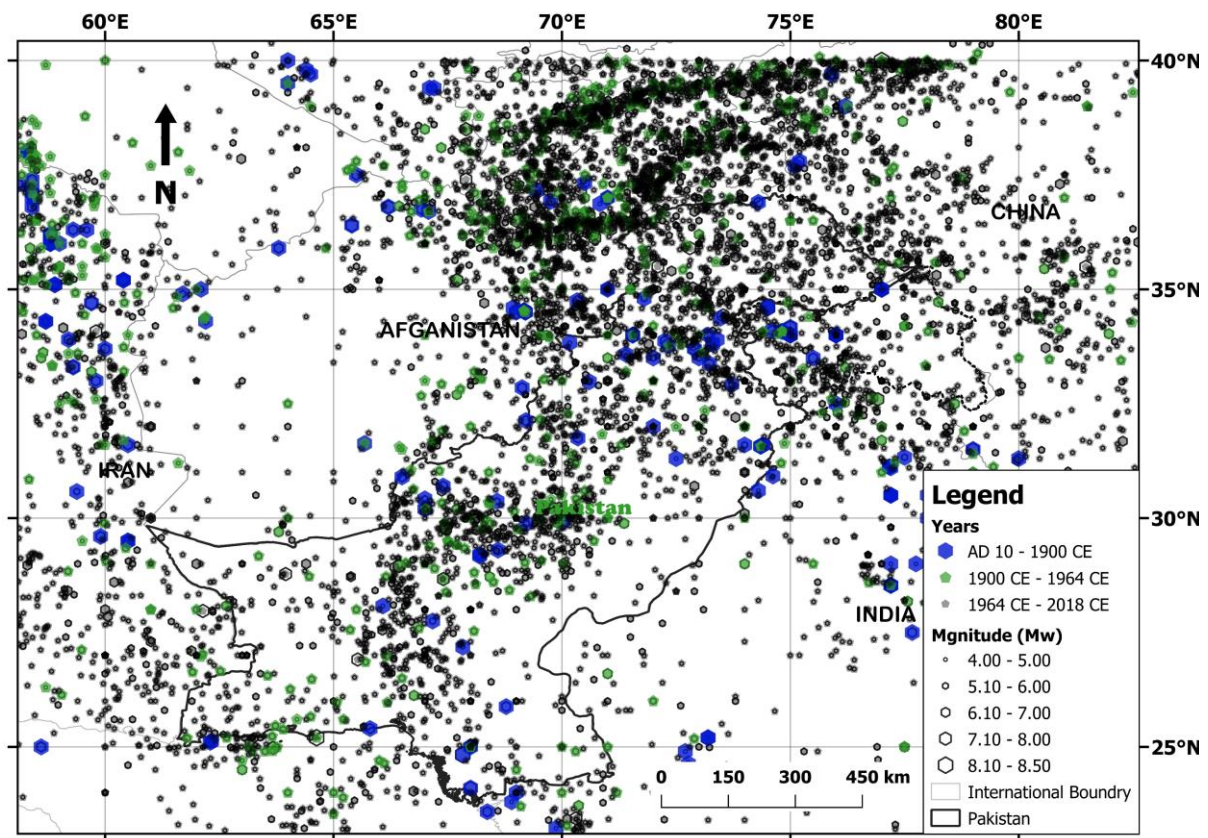 60°E 65°E 70°E 75°E 80°E
40°N
N
CHINA
35°N
AFGANISTAN
IRAN
Pakistan
30°N
INDIA
25°N
0 150 300 450 km
Legend
Years
AD 10 - 1900 CE
1900 CE - 1964 CE
1964 CE - 2018 CE
Mgnitude (Mw)
4.00 - 5.00
5.10 - 6.00
6.10 - 7.00
7.10 - 8.00
8.10 - 8.50
International Boundry
Pakistan